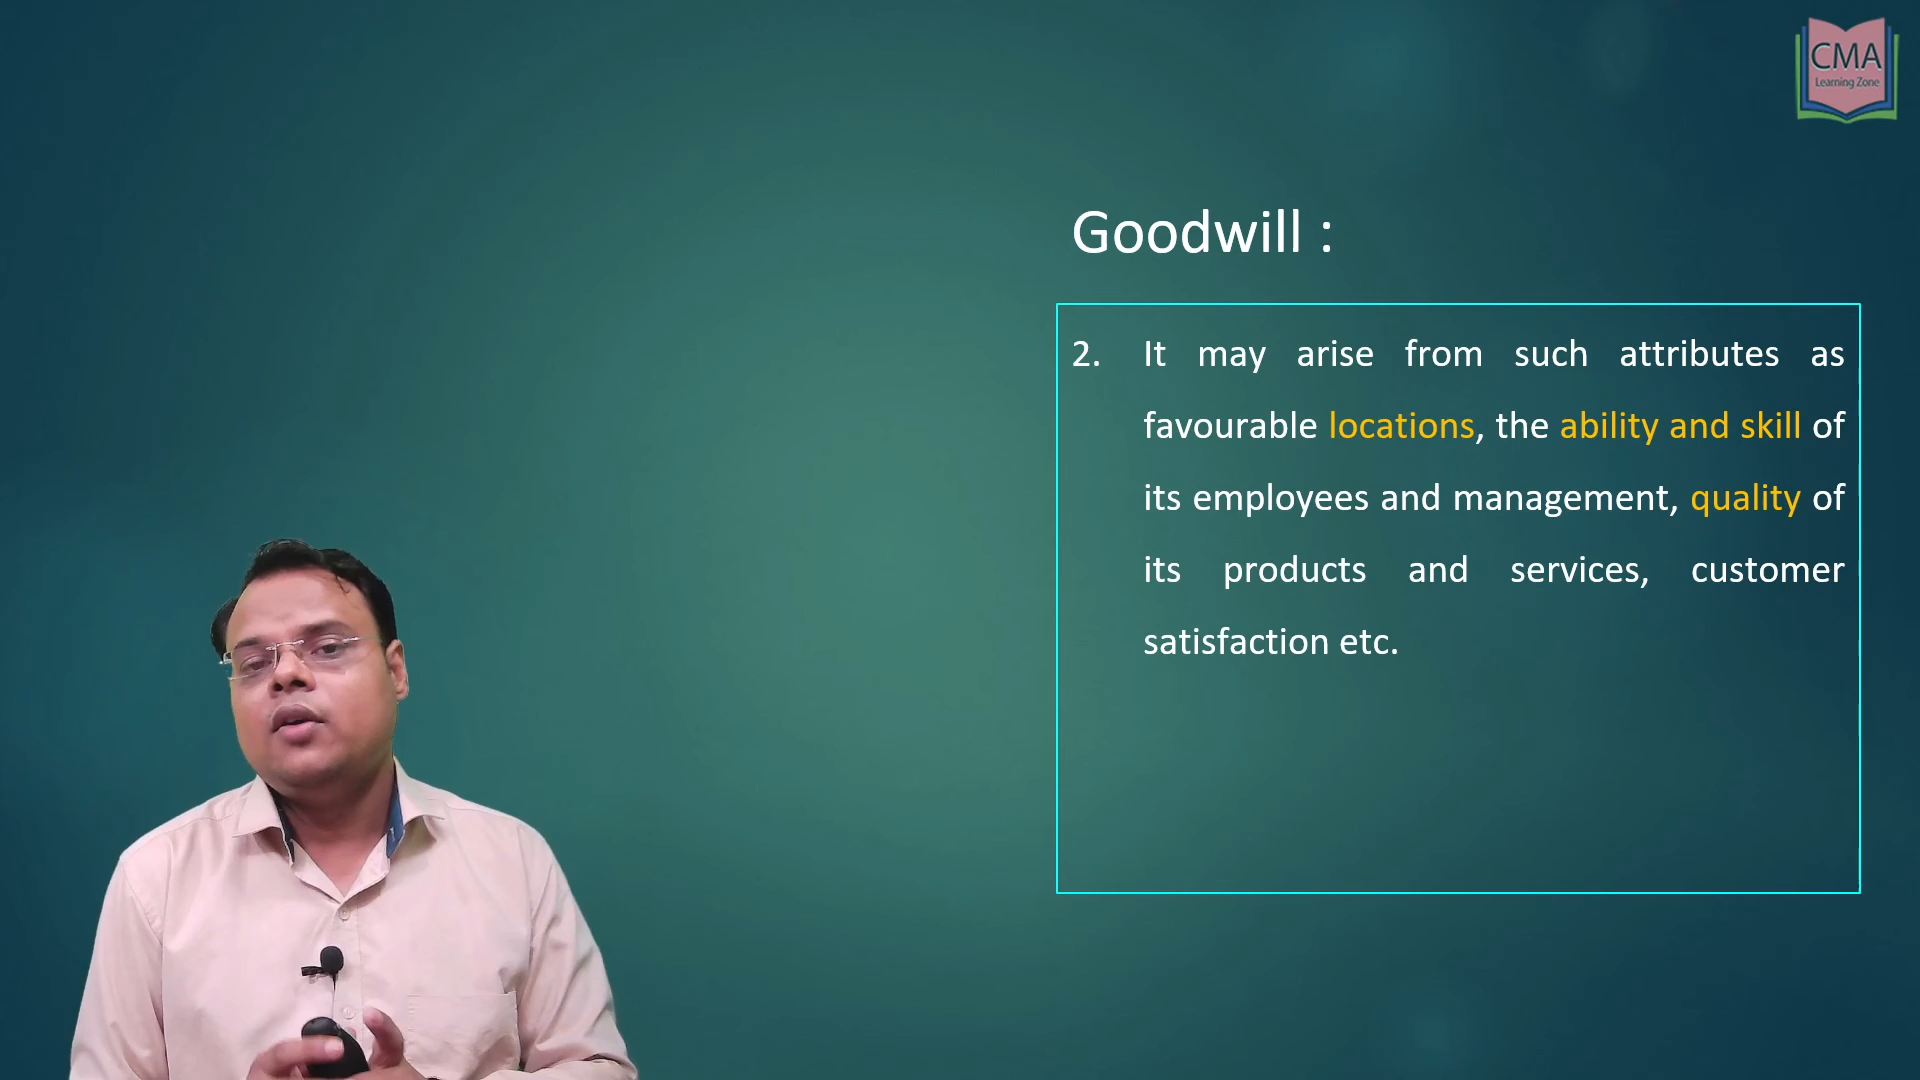 CMA
Learning Zone
Goodwill :
2. It may arise from such attributes as
favourable locations, the ability and skill of
its employees and management, quality of
its products and services, customer
satisfaction etc.